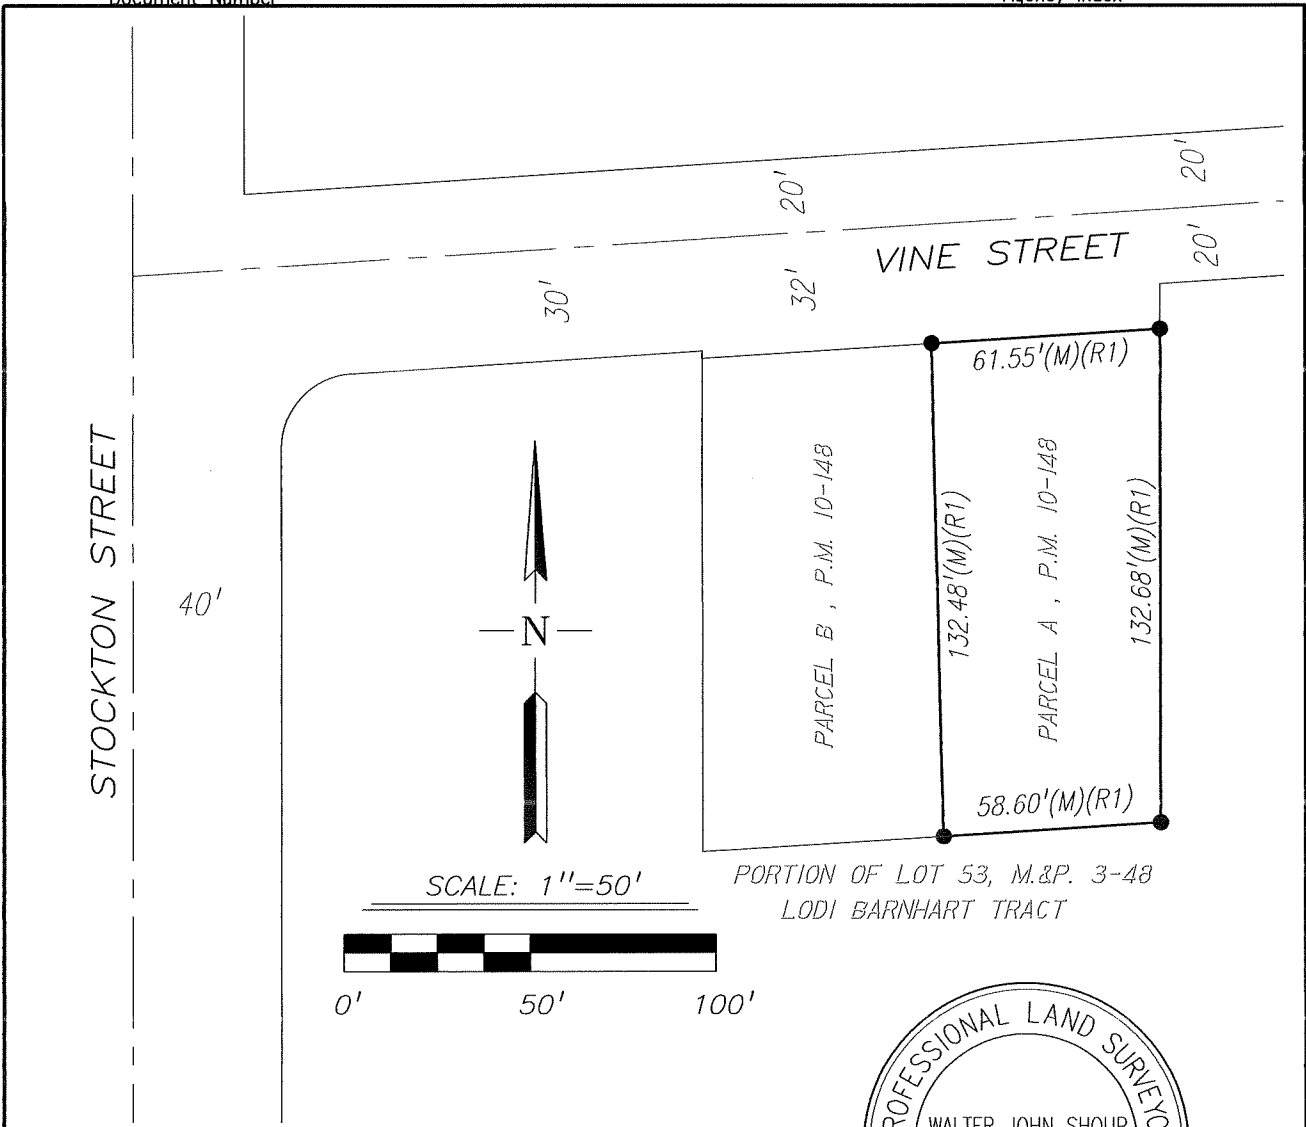 20'
20'
VINE STREET
20'
30'
32'
61.55'(M)(R1)
STOCKTON STREET
40'
N
PARCEL B , P.M. 10-148
132.48'(M)(R1)
PARCEL A , P.M. 10-148
132.68'(M)(R1)
58.60'(M)(R1)
SCALE: 1"=50'
PORTION OF LOT 53, M.&P. 3-48
LODI BARNHART TRACT
0' 50' 100'
PROFESSIONAL LAND SURVEYO
WALTER JOHN SHOUP